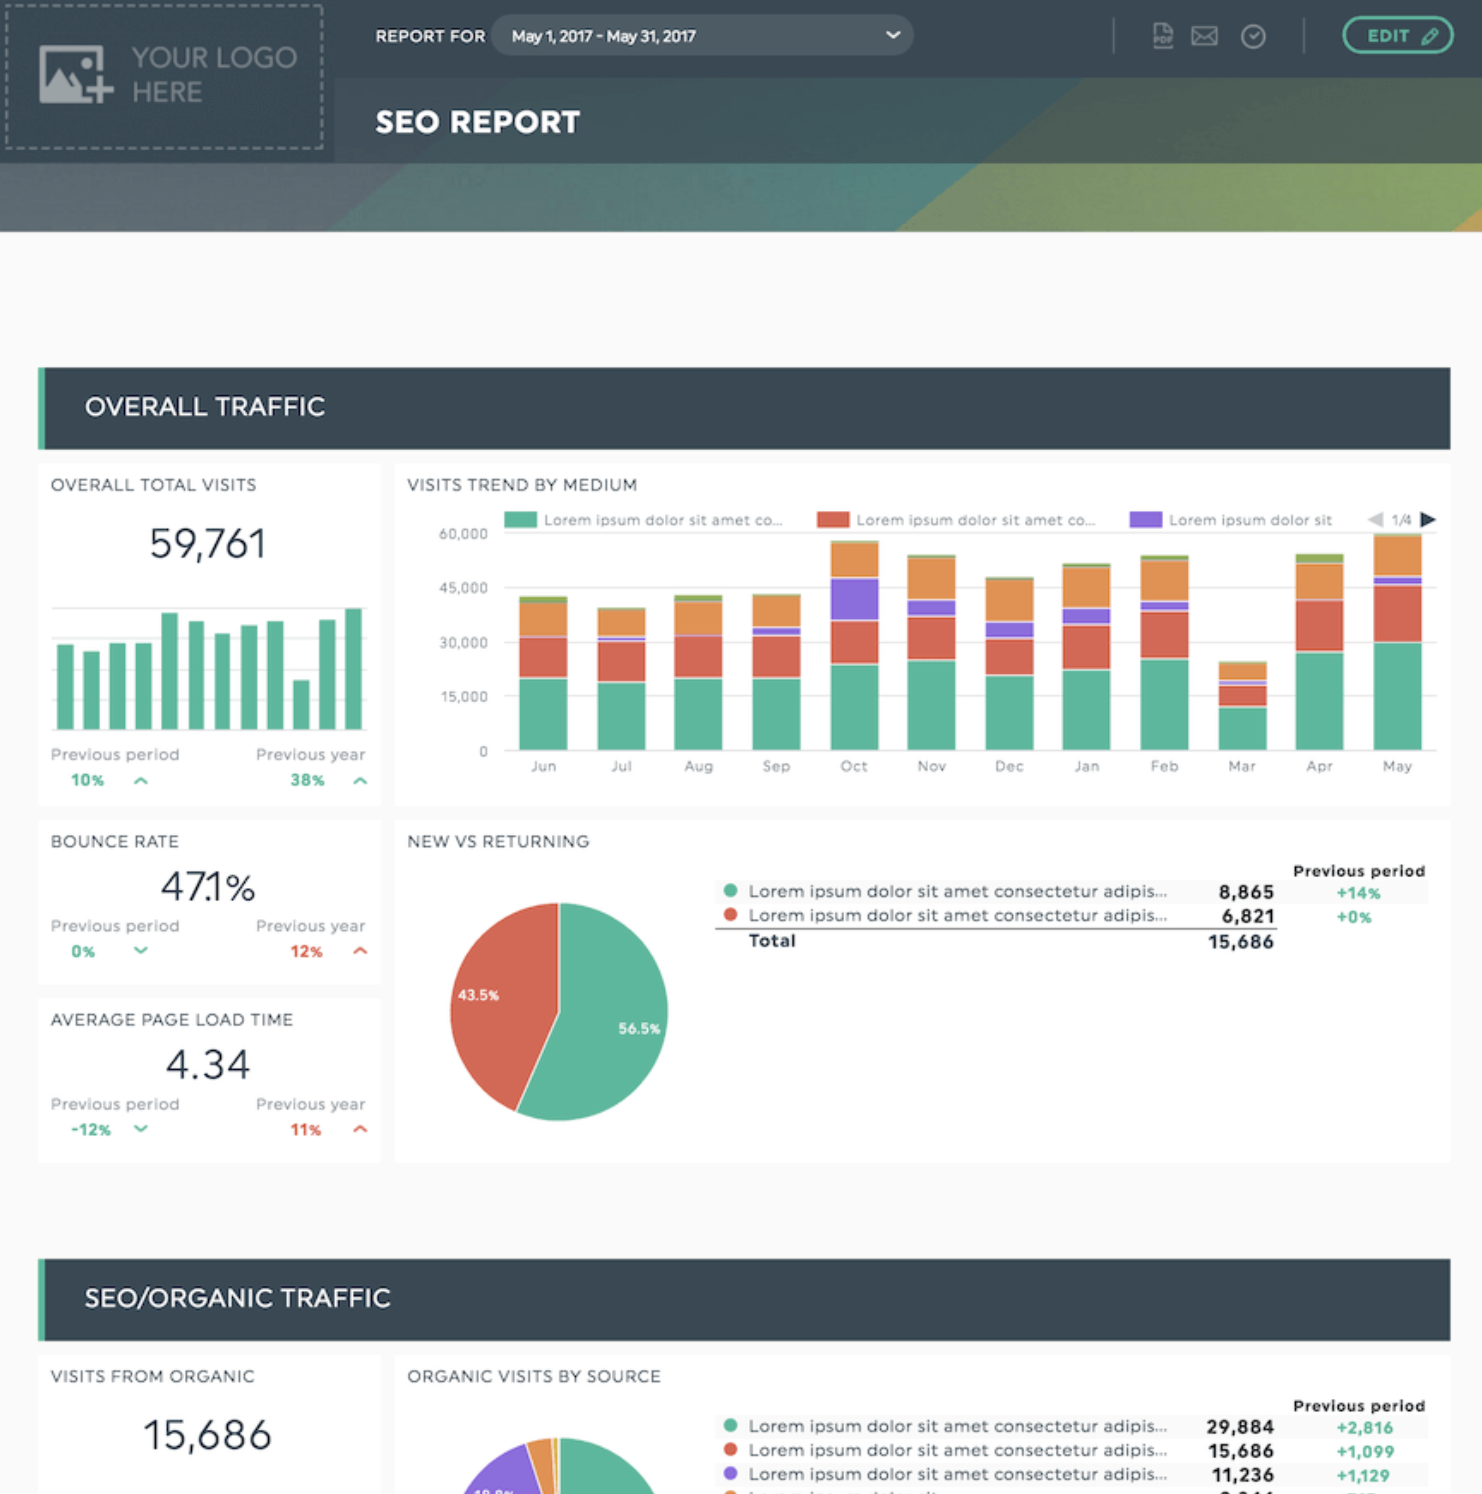 YOUR LOGO
HERE
REPORT FOR May 1, 2017 - May 31, 2017
PDF
EDIT
SEO REPORT
OVERALL TRAFFIC
OVERALL TOTAL VISITS
59,761
Previous period Previous year
10% 38%
VISITS TREND BY MEDIUM
Lorem ipsum dolor sit amet co... Lorem ipsum dolor sit amet co... Lorem ipsum dolor sit 1/4
60,000
45,000
30,000
15,000
0
Jun Jul Aug Sep Oct Nov Dec Jan Feb Mar Apr May
BOUNCE RATE
47.1%
Previous period Previous year
0% 12%
AVERAGE PAGE LOAD TIME
4.34
Previous period Previous year
-12% 11%
NEW VS RETURNING
43.5%
56.5%
Previous period
Lorem ipsum dolor sit amet consectetur adipis... 8,865 +14%
Lorem ipsum dolor sit amet consectetur adipis... 6,821 +0%
Total 15,686
SEO/ORGANIC TRAFFIC
VISITS FROM ORGANIC
15,686
ORGANIC VISITS BY SOURCE
Previous period
Lorem ipsum dolor sit amet consectetur adipis... 29,884 +2,816
Lorem ipsum dolor sit amet consectetur adipis... 15,686 +1,099
Lorem ipsum dolor sit amet consectetur adipis... 11,236 +1,129